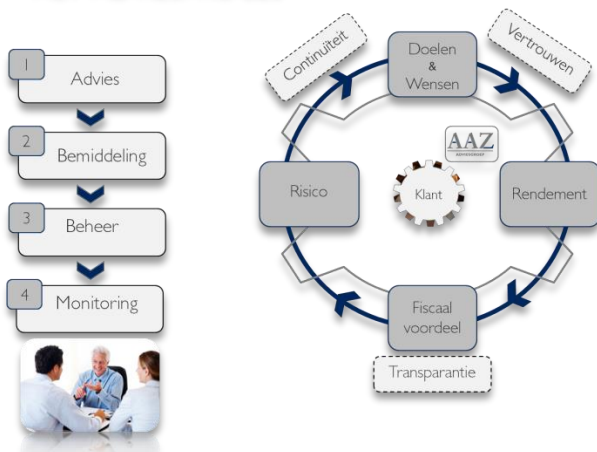 1
Advies
2
Bemiddeling
3
Beheer
4
Monitoring
Continuïteit
Doelen
&
Wensen
Vertrouwen
AAZ
Risico
Klant
Rendement
Fiscaal
voordeel
Transparantie